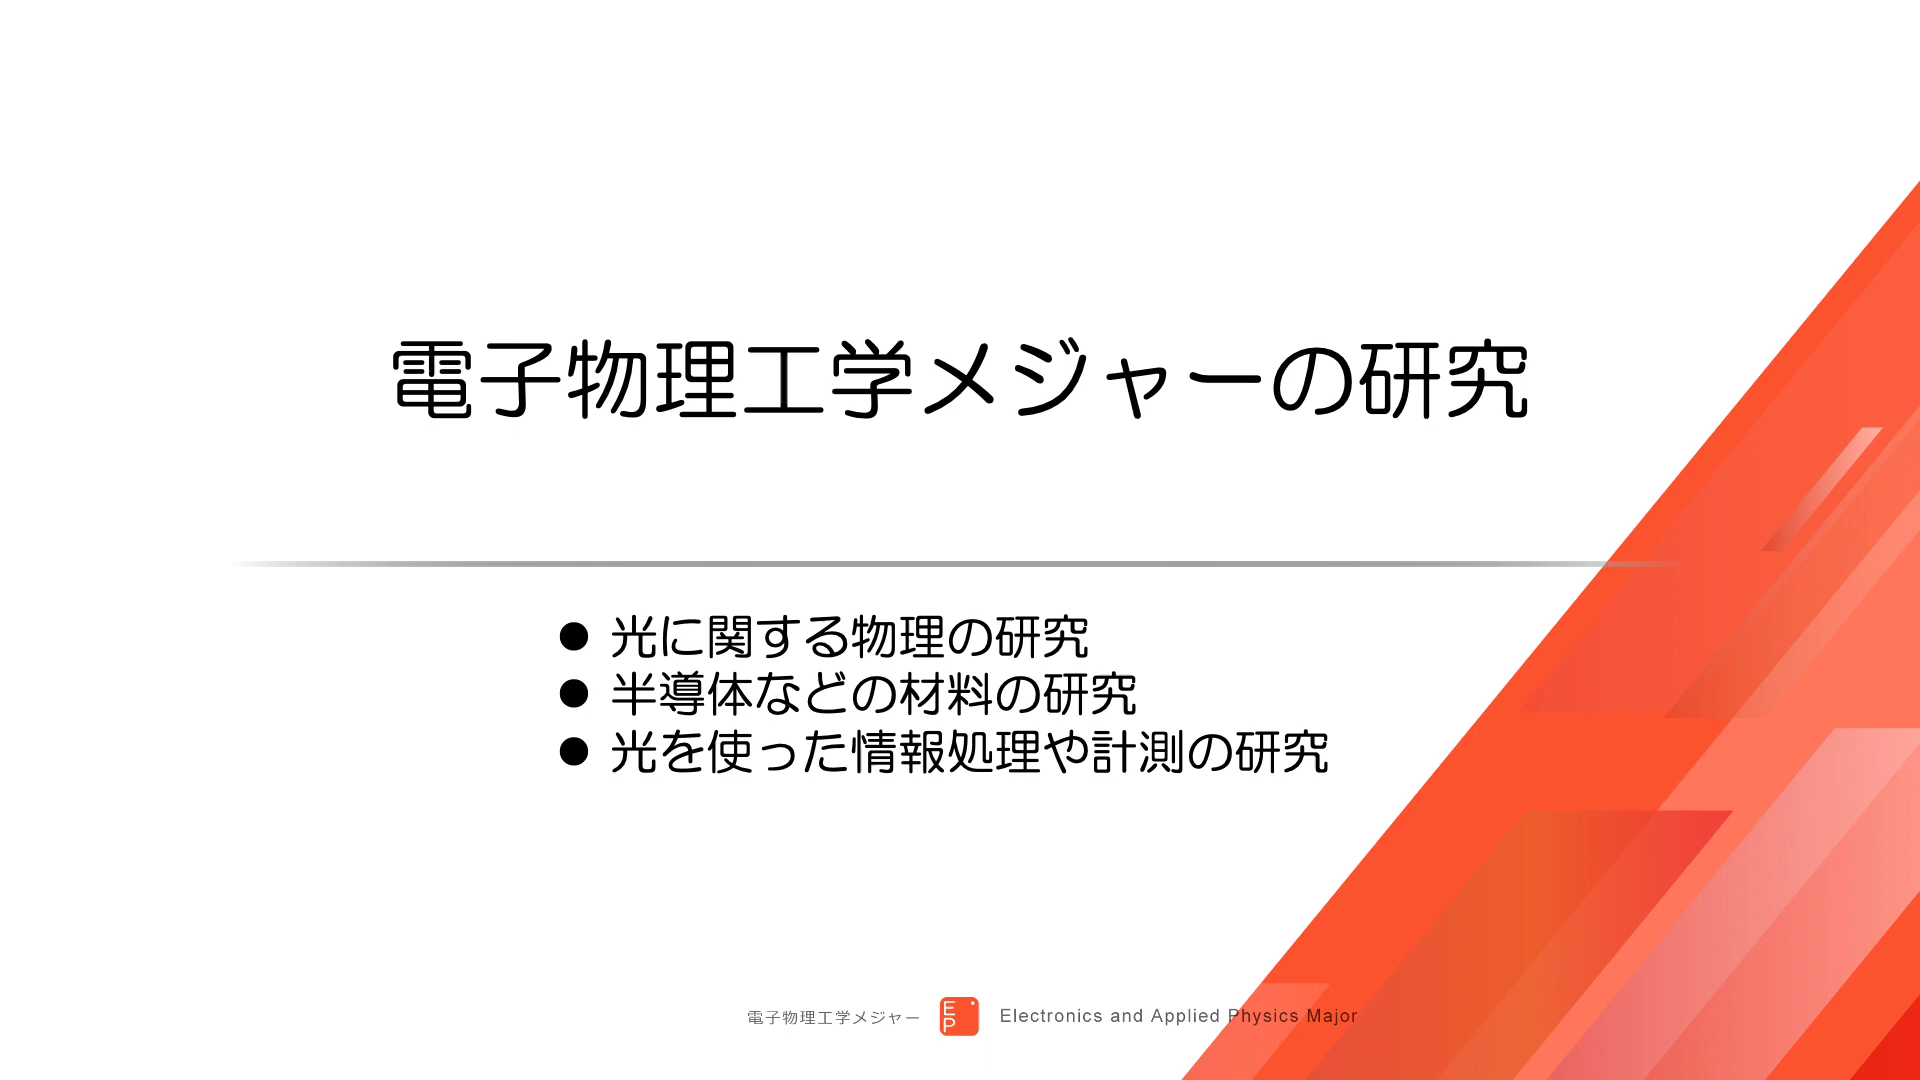 電子物理工学メジャーの研究
● 光に関する物理の研究
● 半導体などの材料の研究
● 光を使った情報処理や計測の研究
電子物理工学メジャー EP Electronics and Applied Physics Major